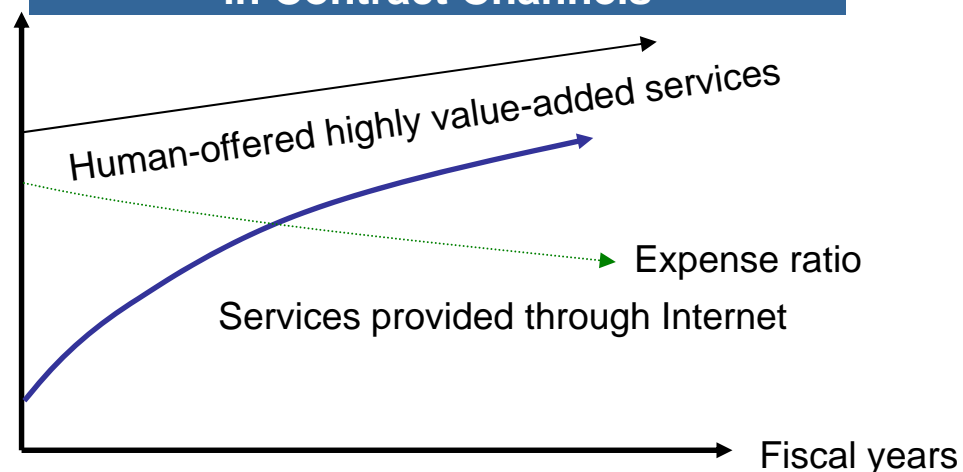 in Contract Channels
Human-offered highly value-added services
Expense ratio
Services provided through Internet
Fiscal years